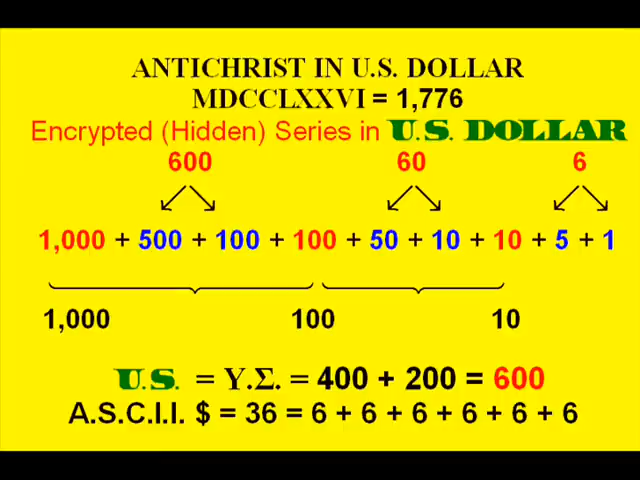 ANTICHRIST IN U.S. DOLLAR
MDCCLXXVI = 1,776
Encrypted (Hidden) Series in U.S. DOLLAR
600 60 6
1,000 + 500 + 100 + 100 + 50 + 10 + 10 + 5 + 1
1,000 100 10
U.S. = Υ.Σ. = 400 + 200 = 600
A.S.C.I.I. $ = 36 = 6 + 6 + 6 + 6 + 6 + 6